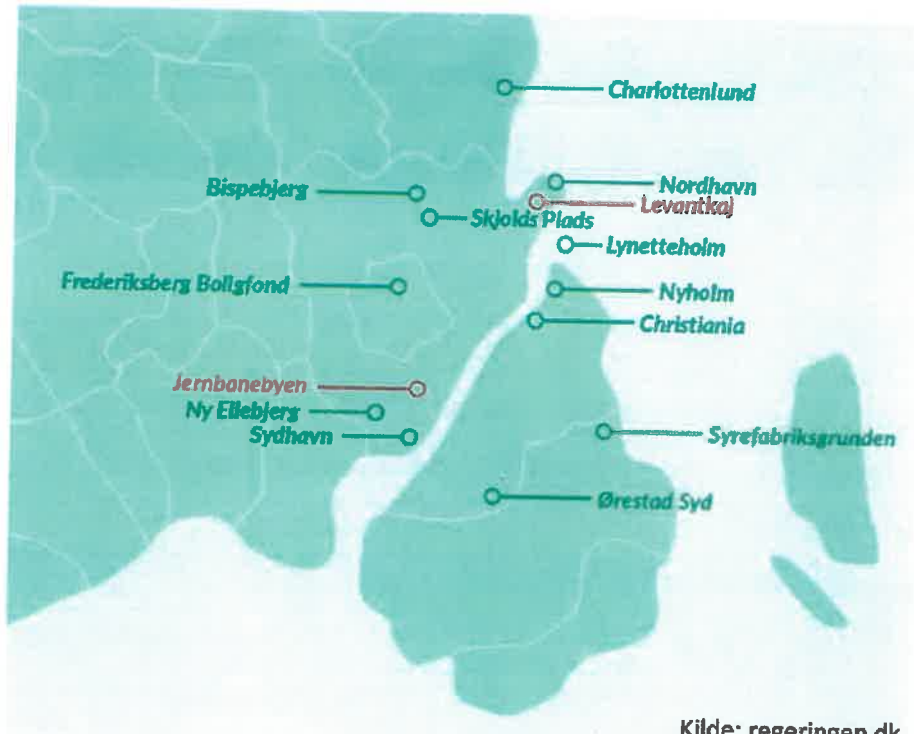 Charlottenlund
Bispebjerg
Nordhavn
Levantkaj
Skjolds Plads
Lynetteholm
Frederiksberg Boligfond
Nyholm
Christiania
Jernbanebyen
Ny Ellebjerg
Sydhavn
Syrefabriksgrunden
Ørestad Syd
Kilde: regeringen.dk